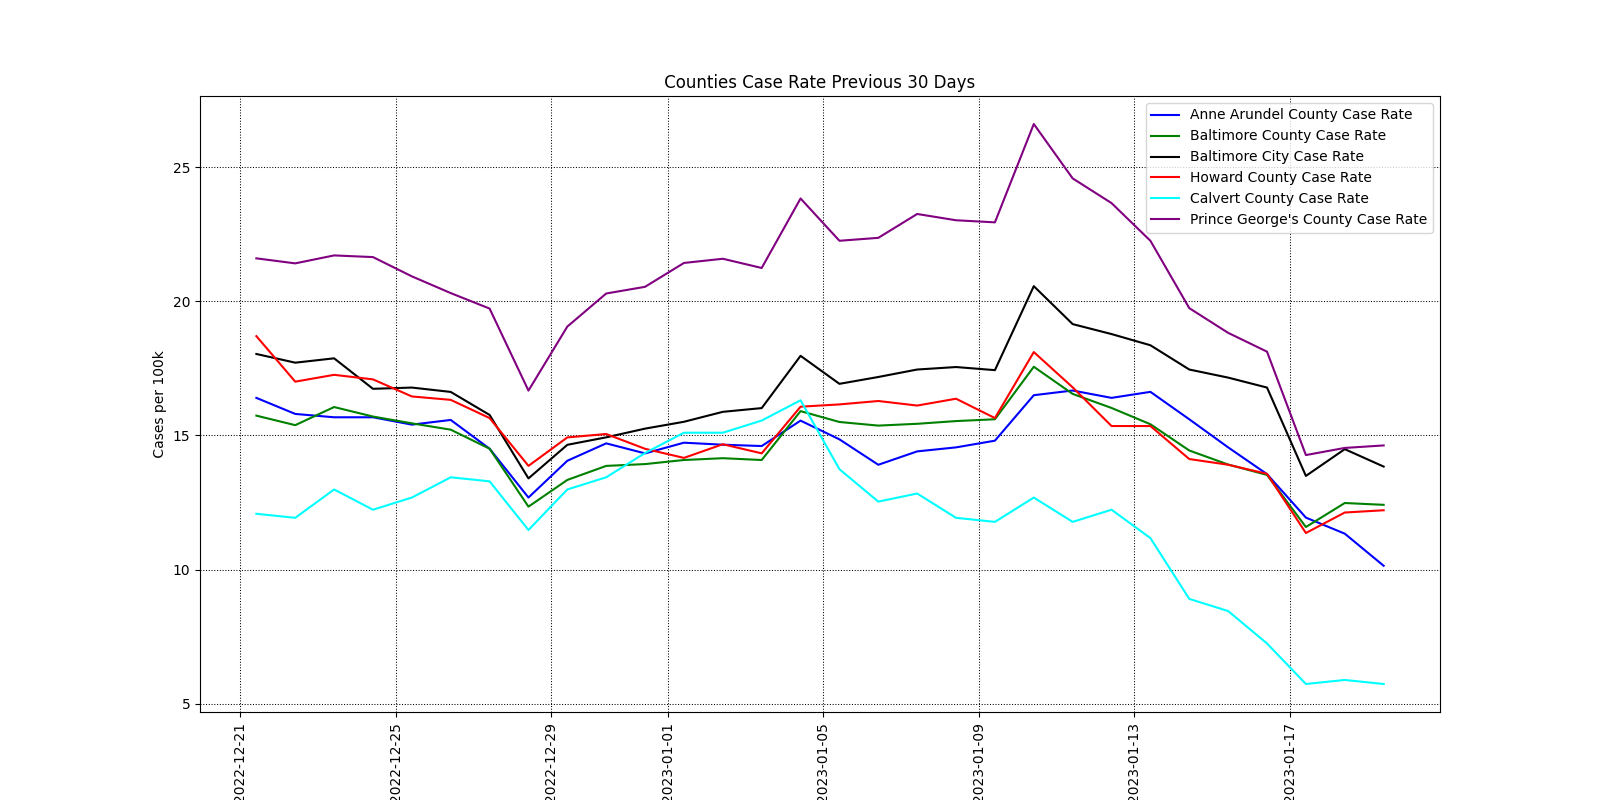 Counties Case Rate Previous 30 Days
Anne Arundel County Case Rate
Baltimore County Case Rate
Baltimore City Case Rate
Howard County Case Rate
Calvert County Case Rate
Prince George's County Case Rate
Cases per 100k
25
20
15
10
5
2022-12-21
2022-12-25
2022-12-29
2023-01-01
2023-01-05
2023-01-09
2023-01-13
2023-01-17